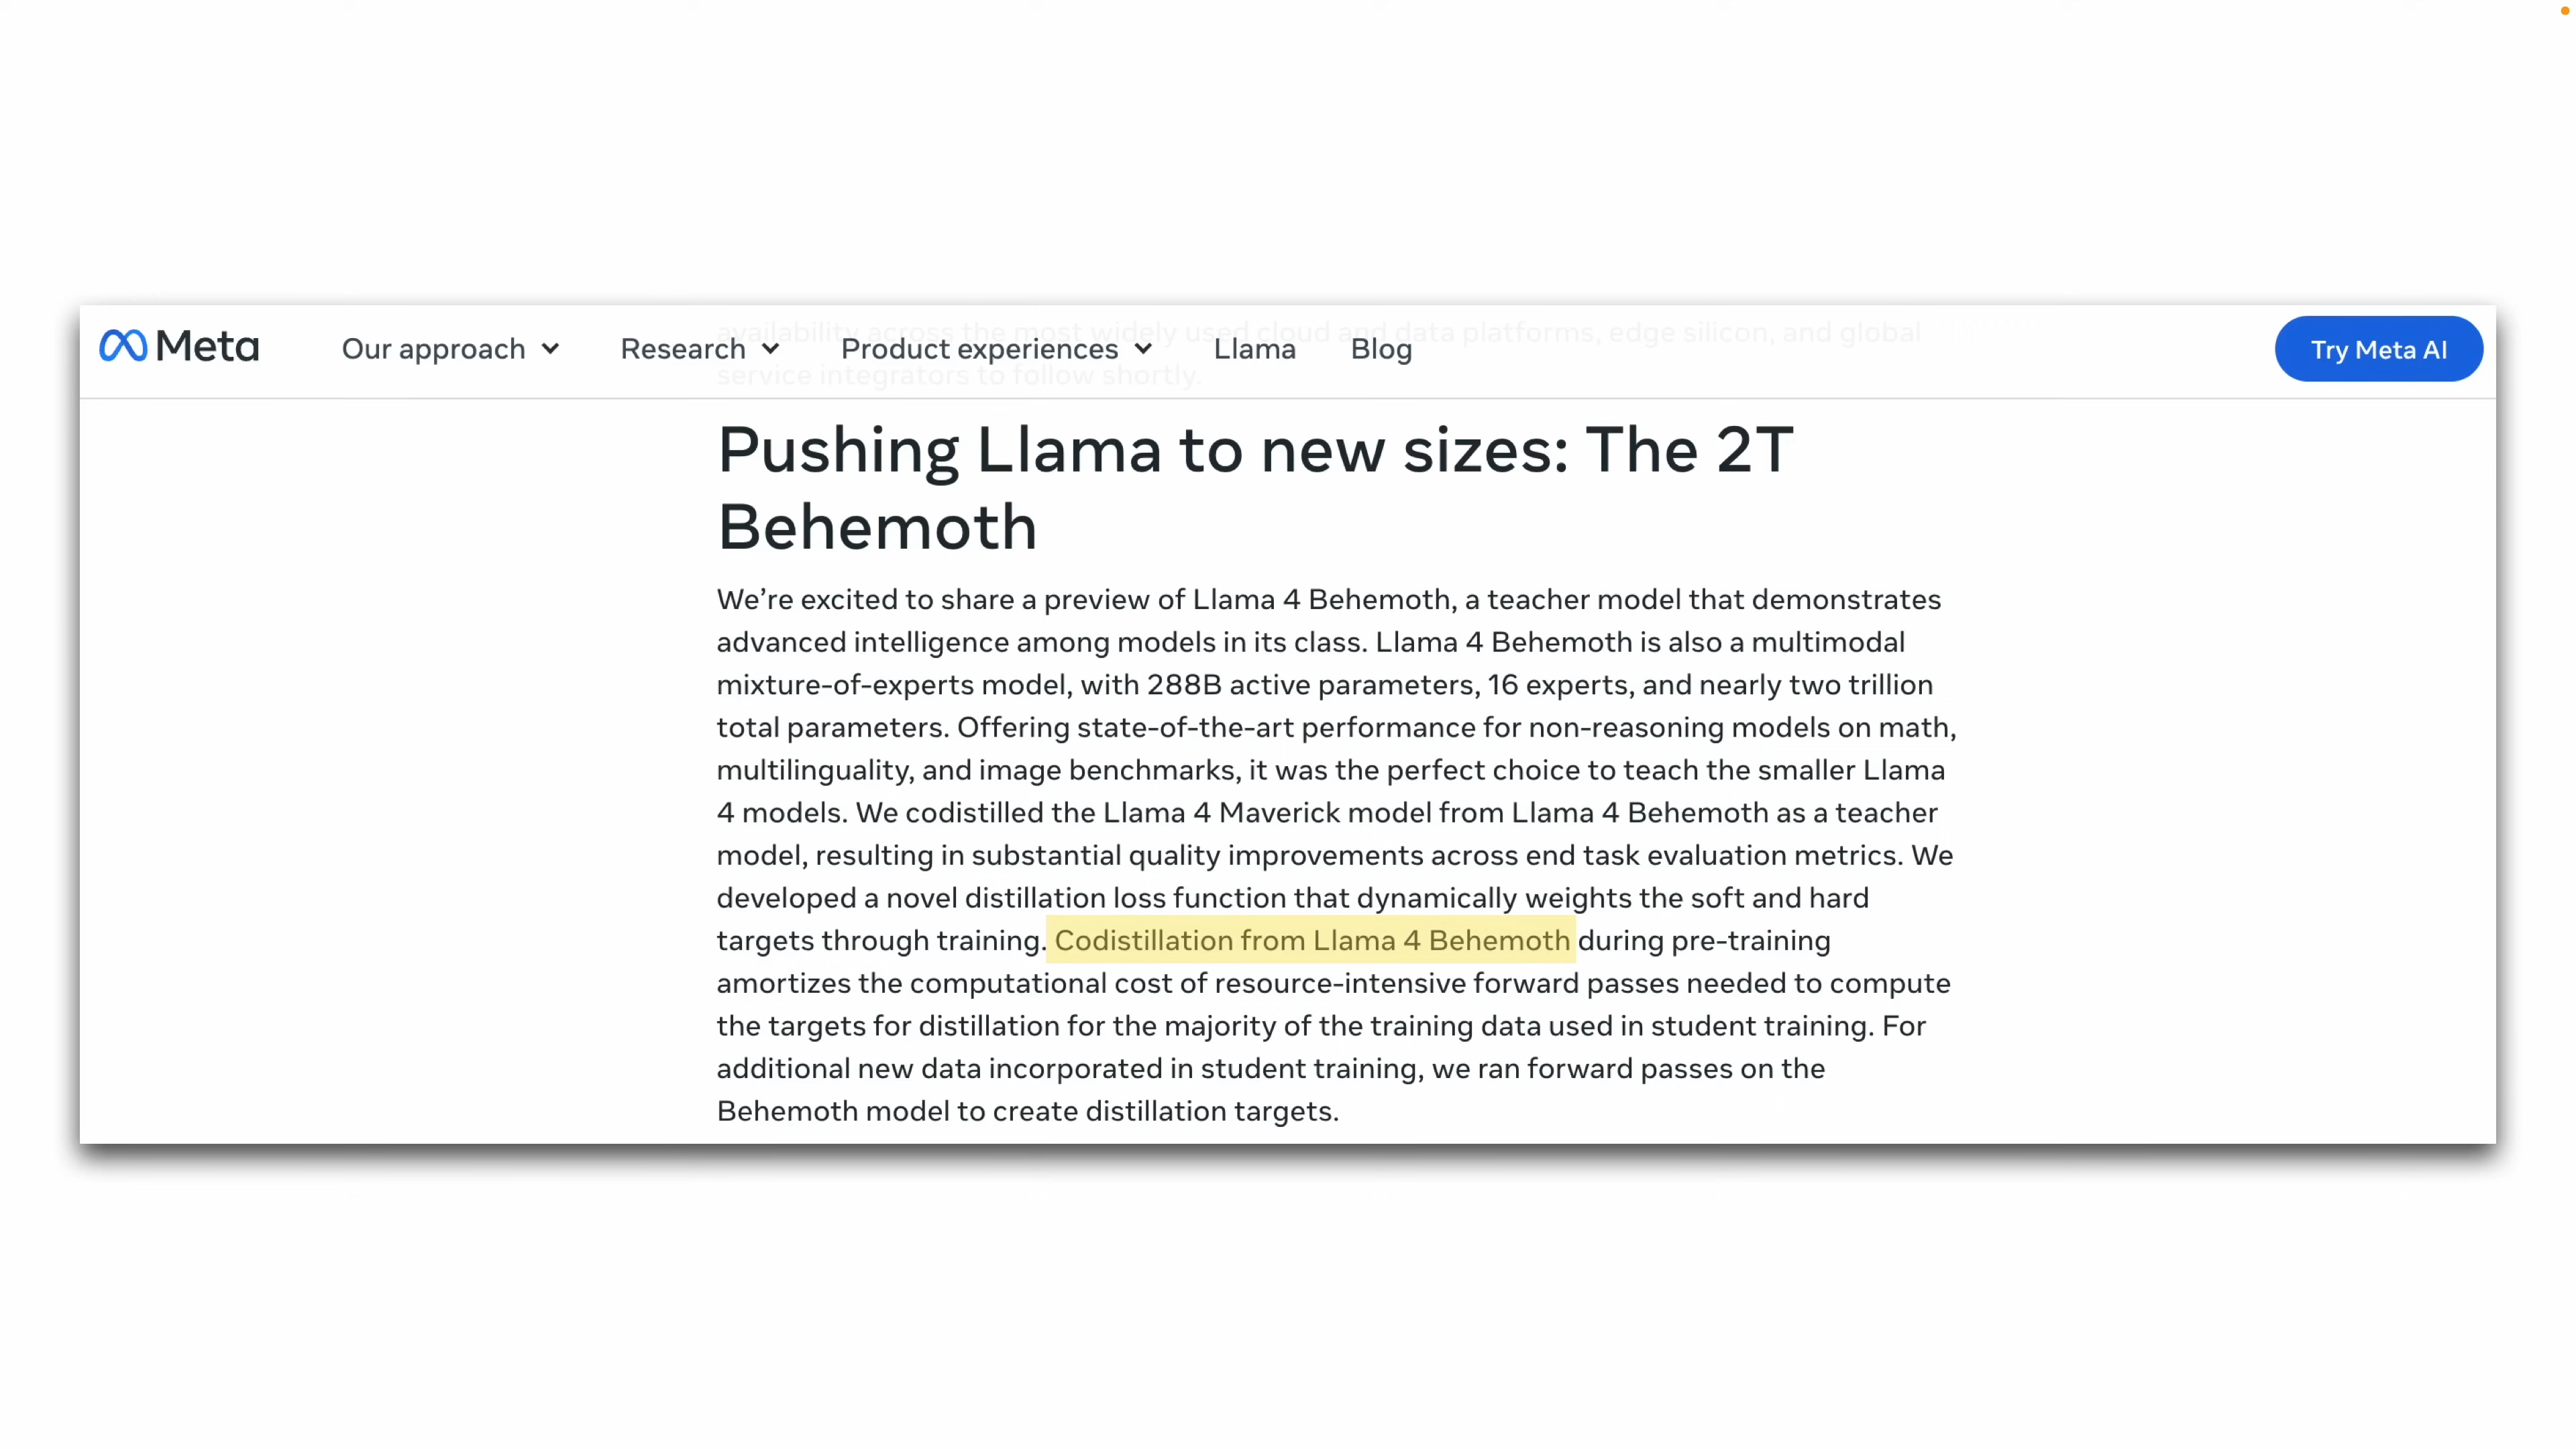 availability across the most widely used cloud and data platforms, edge silicon, and global
Meta Our approach Research Product experiences Llama Blog Try Meta AI
service integrators to follow shortly.
Pushing Llama to new sizes: The 2T
Behemoth
We’re excited to share a preview of Llama 4 Behemoth, a teacher model that demonstrates
advanced intelligence among models in its class. Llama 4 Behemoth is also a multimodal
mixture-of-experts model, with 288B active parameters, 16 experts, and nearly two trillion
total parameters. Offering state-of-the-art performance for non-reasoning models on math,
multilinguality, and image benchmarks, it was the perfect choice to teach the smaller Llama
4 models. We codistilled the Llama 4 Maverick model from Llama 4 Behemoth as a teacher
model, resulting in substantial quality improvements across end task evaluation metrics. We
developed a novel distillation loss function that dynamically weights the soft and hard
targets through training. Codistillation from Llama 4 Behemoth during pre-training
amortizes the computational cost of resource-intensive forward passes needed to compute
the targets for distillation for the majority of the training data used in student training. For
additional new data incorporated in student training, we ran forward passes on the
Behemoth model to create distillation targets.